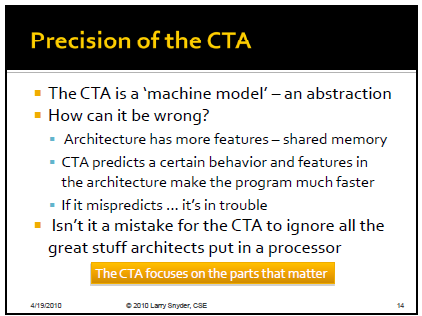 Precision of the CTA
The CTA is a 'machine model' – an abstraction
How can it be wrong?
Architecture has more features – shared memory
CTA predicts a certain behavior and features in
the architecture make the program much faster
If it mispredicts ... it's in trouble
Isn't it a mistake for the CTA to ignore all the
great stuff architects put in a processor
The CTA focuses on the parts that matter
4/19/2010 © 2010 Larry Snyder, CSE 14